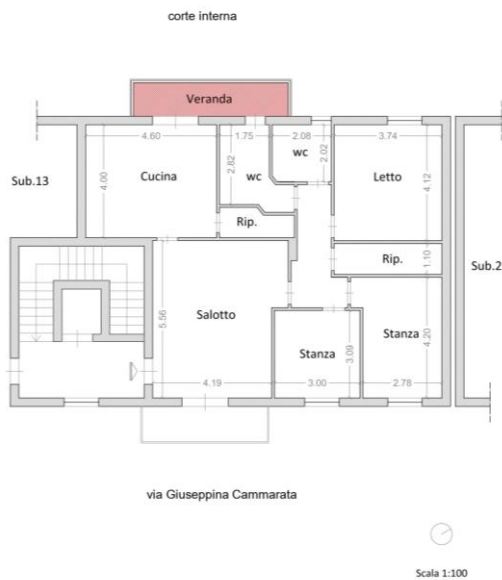 corte interna
Veranda
4.60 1.75 2.08 3.74
2.02
wc
2.82
Sub.13 4.00 Cucina wc Letto 4.12
Rip.
1.10
Rip. Sub.2
5.56
Salotto Stanza
4.20
Stanza 3.09
4.19 3.00 2.78
via Giuseppina Cammarata
Scala 1:100